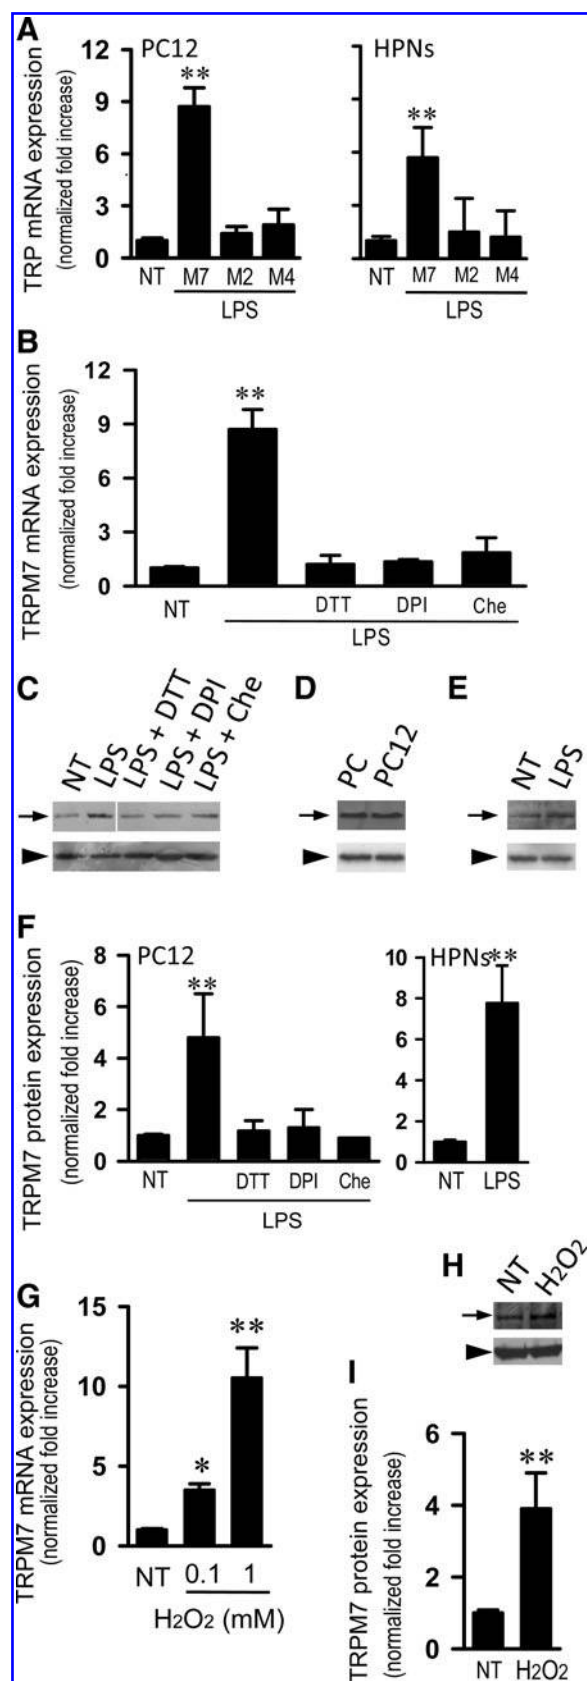 A
PC12
HPNs
TRP mRNA expression
(normalized fold increase)
12
9
6
3
0
**
**
NT M7 M2 M4
LPS
NT M7 M2 M4
LPS
B
TRPM7 mRNA expression
(normalized fold increase)
12
9
6
3
0
**
NT
DTT DPI Che
LPS
C
NT
LPS
LPS + DTT
LPS + DPI
LPS + Che
D
PC
PC12
E
NT
LPS
F
PC12
TRPM7 protein expression
(normalized fold increase)
8
6
4
2
0
**
NT
DTT DPI Che
LPS
HPNs
**
10
8
6
4
2
0
NT LPS
G
TRPM7 mRNA expression
(normalized fold increase)
15
10
5
0
*
**
NT 0.1 1
H2O2 (mM)
H
NT
H2O2
I
TRPM7 protein expression
(normalized fold increase)
6
4
2
0
**
NT H2O2